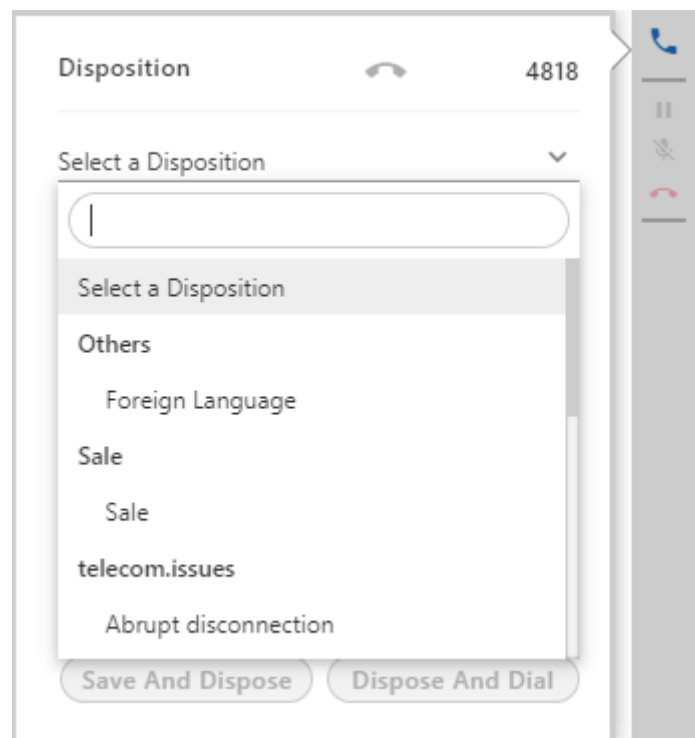 Disposition 4818
Select a Disposition
Select a Disposition
Others
Foreign Language
Sale
Sale
telecom.issues
Abrupt disconnection
Save And Dispose Dispose And Dial